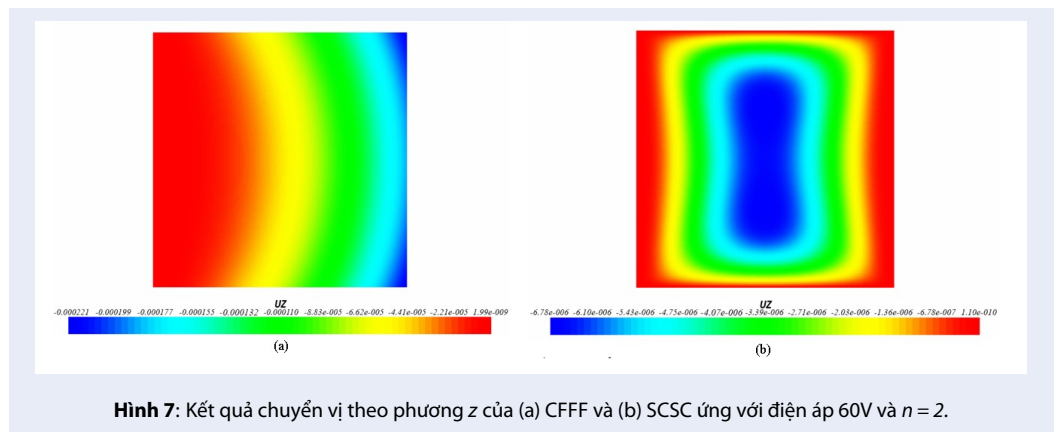 UZ
-0.000221 -0.000199 -0.000177 -0.000155 -0.000132 -0.000110 -8.83e-005 -6.62e-005 -4.41e-005 -2.21e-005 1.99e-009
(a)
UZ
-6.78e-006 -6.10e-006 -5.43e-006 -4.75e-006 -4.07e-006 -3.39e-006 -2.71e-006 -2.03e-006 -1.36e-006 -6.78e-007 1.10e-010
(b)
Hình 7: Kết quả chuyển vị theo phương z của (a) CFFF và (b) SCSC ứng với điện áp 60V và n = 2.